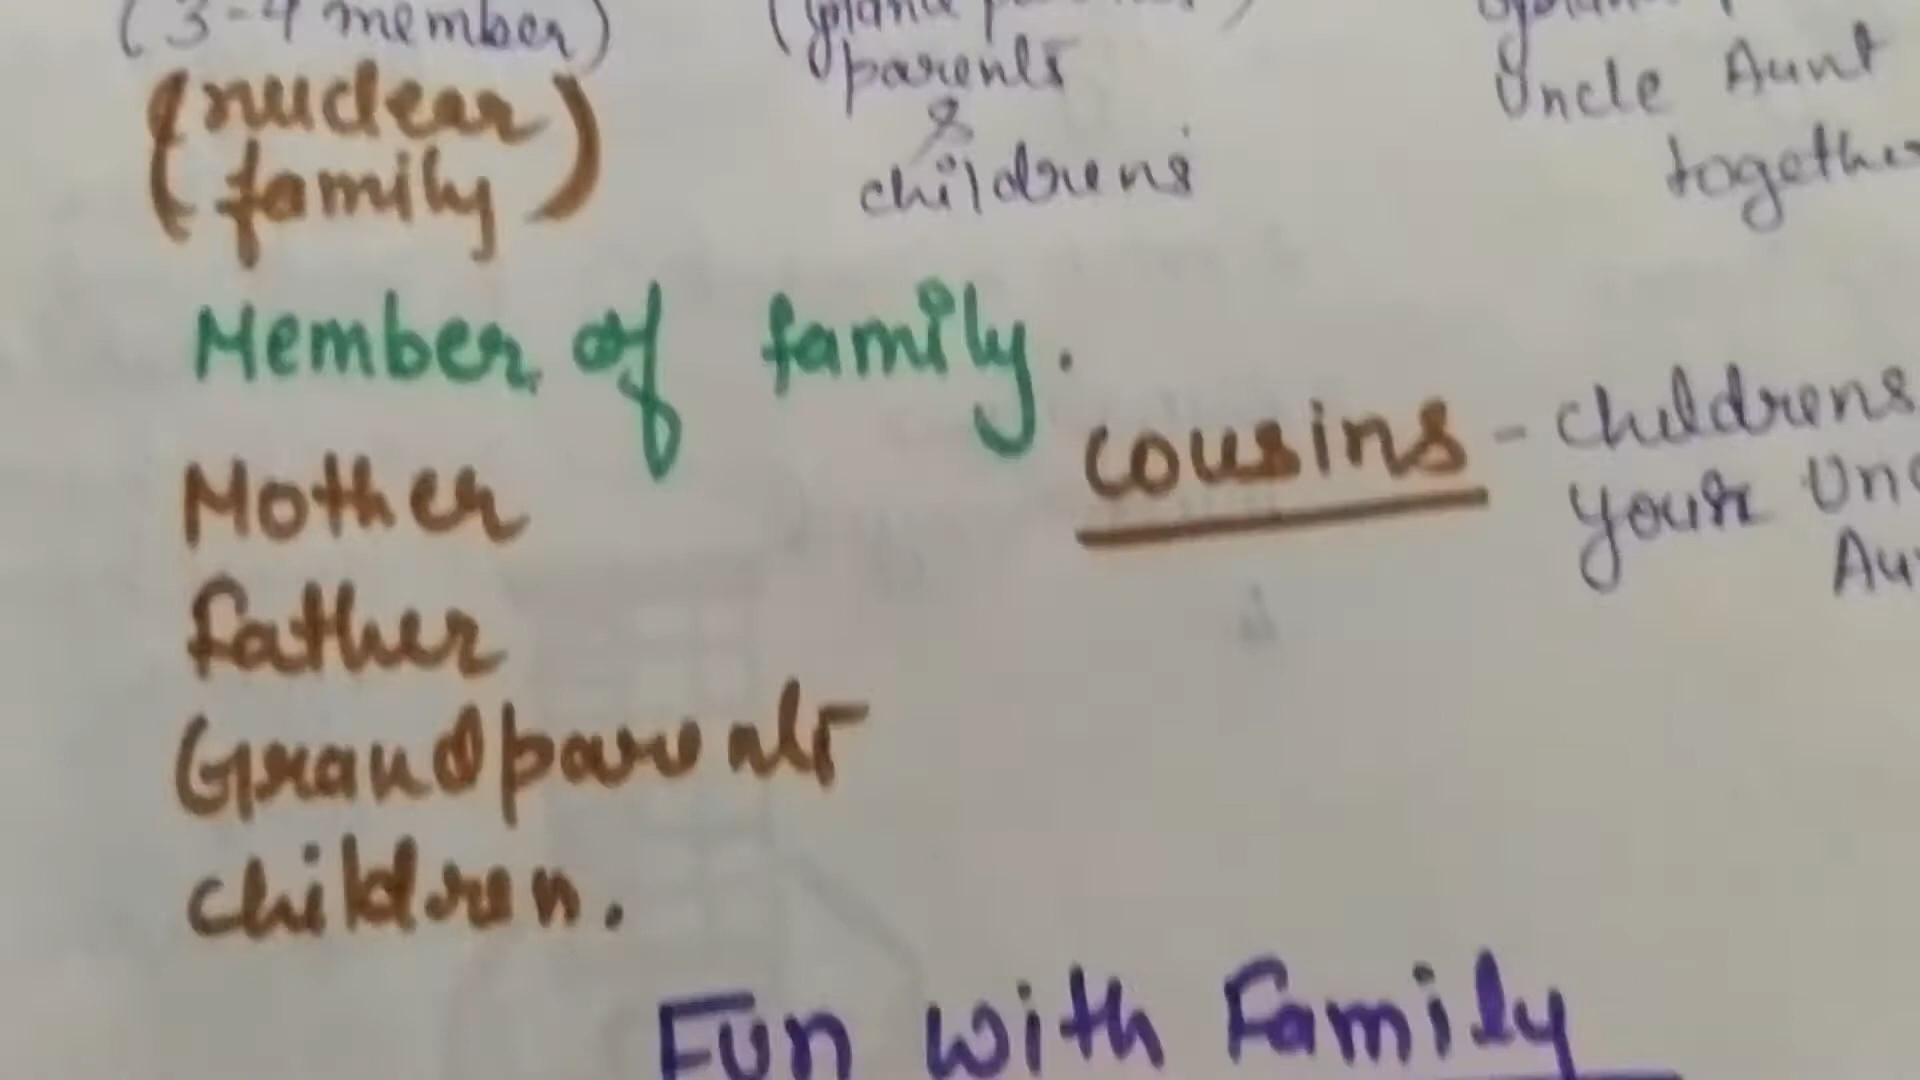 (3-4 member)
(nuclear
family)
parents
&
childrens
Uncle Aunt
together
Member of family.
Mother
Father
Grandparents
children.
cousins - childrens
your Unc
Au
Fun with Family